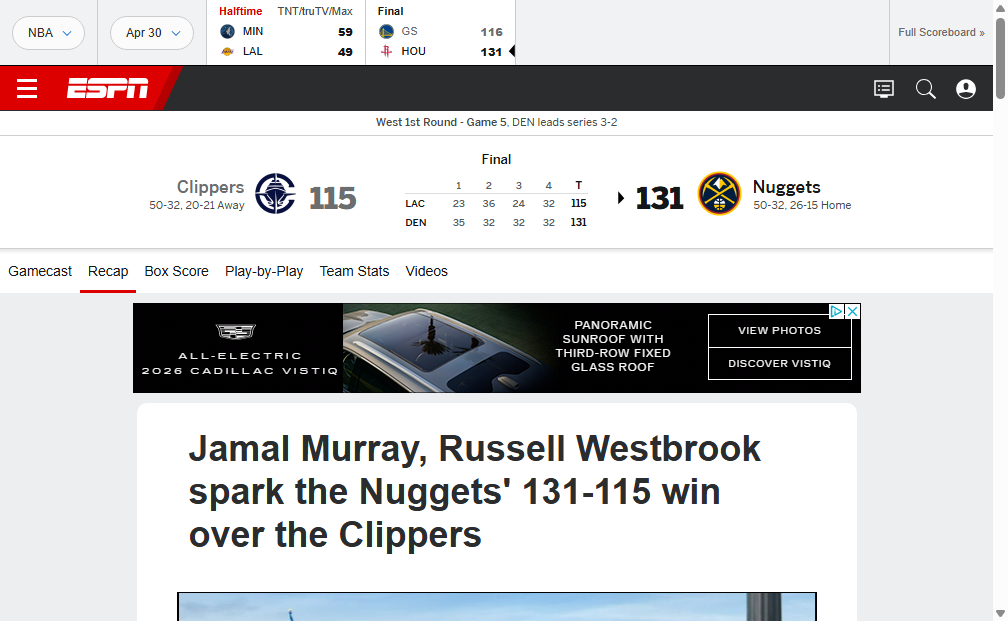 NBA
Apr 30
Halftime TNT/truTV/Max
MIN 59
LAL 49
Final
GS 116
HOU 131
Full Scoreboard »
ESPN
West 1st Round - Game 5, DEN leads series 3-2
Final
Clippers
50-32, 20-21 Away
115
1 2 3 4 T
LAC 23 36 24 32 115
DEN 35 32 32 32 131
131
Nuggets
50-32, 26-15 Home
Gamecast Recap Box Score Play-by-Play Team Stats Videos
ALL-ELECTRIC
2026 CADILLAC VISTIQ
PANORAMIC
SUNROOF WITH
THIRD-ROW FIXED
GLASS ROOF
VIEW PHOTOS
DISCOVER VISTIQ
Jamal Murray, Russell Westbrook
spark the Nuggets' 131-115 win
over the Clippers